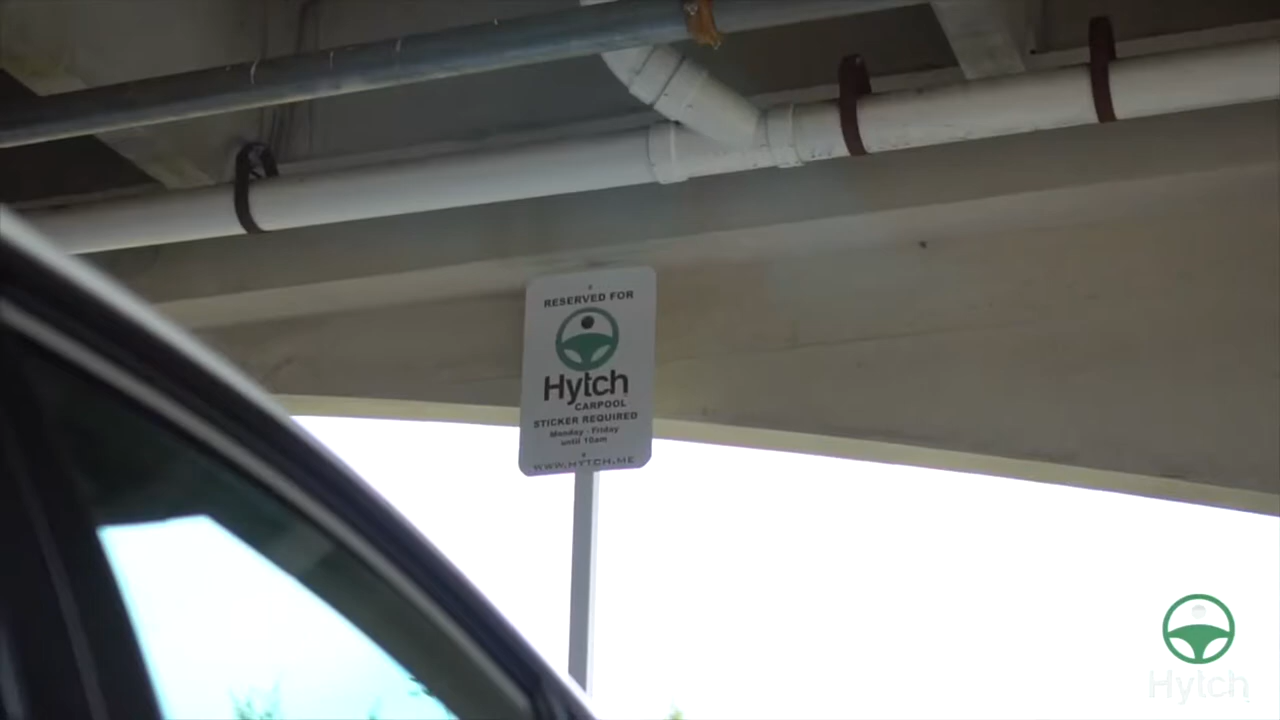 RESERVED FOR
Hytch
CARPOOL
STICKER REQUIRED
Monday - Friday
until 10am
WWW.HYTCH.ME
Hytch